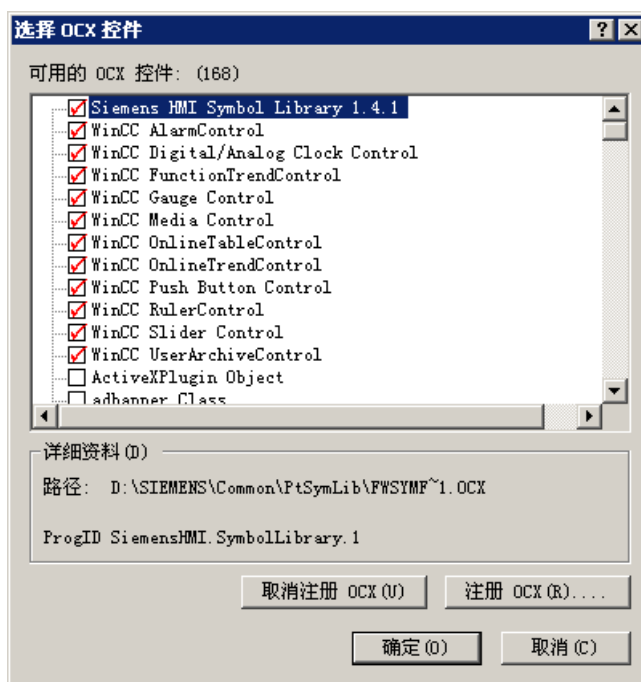 选择 OCX 控件
可用的 OCX 控件: (168)
Siemens HMI Symbol Library 1.4.1
WinCC AlarmControl
WinCC Digital/Analog Clock Control
WinCC FunctionTrendControl
WinCC Gauge Control
WinCC Media Control
WinCC OnlineTableControl
WinCC OnlineTrendControl
WinCC Push Button Control
WinCC RulerControl
WinCC Slider Control
WinCC UserArchiveControl
ActiveXPlugin Object
adbanner Class
详细资料(D)
路径: D:\SIEMENS\Common\PtSymLib\FWSYMF~1.OCX
ProgID SiemensHMI.SymbolLibrary.1
取消注册 OCX(U) 注册 OCX(R)....
确定(O) 取消(C)